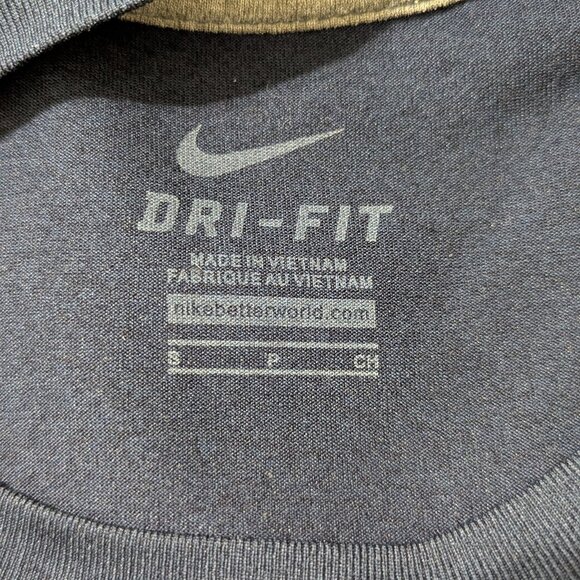 DRI-FIT
MADE IN VIETNAM
FABRIQUE AU VIETNAM
nikebetterworld.com
S P CH